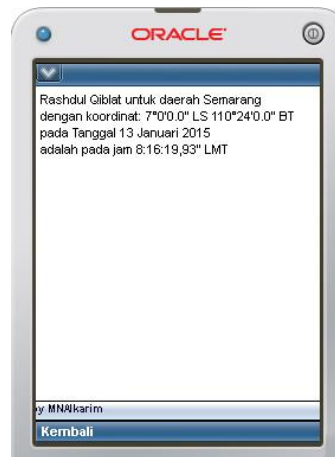 ORACLE
Rashdul Qiblat untuk daerah Semarang
dengan koordinat: 7°0'0.0" LS 110°24'0.0" BT
pada Tanggal 13 Januari 2015
adalah pada jam 8:16:19,93" LMT
by MNAlkarim
Kembali